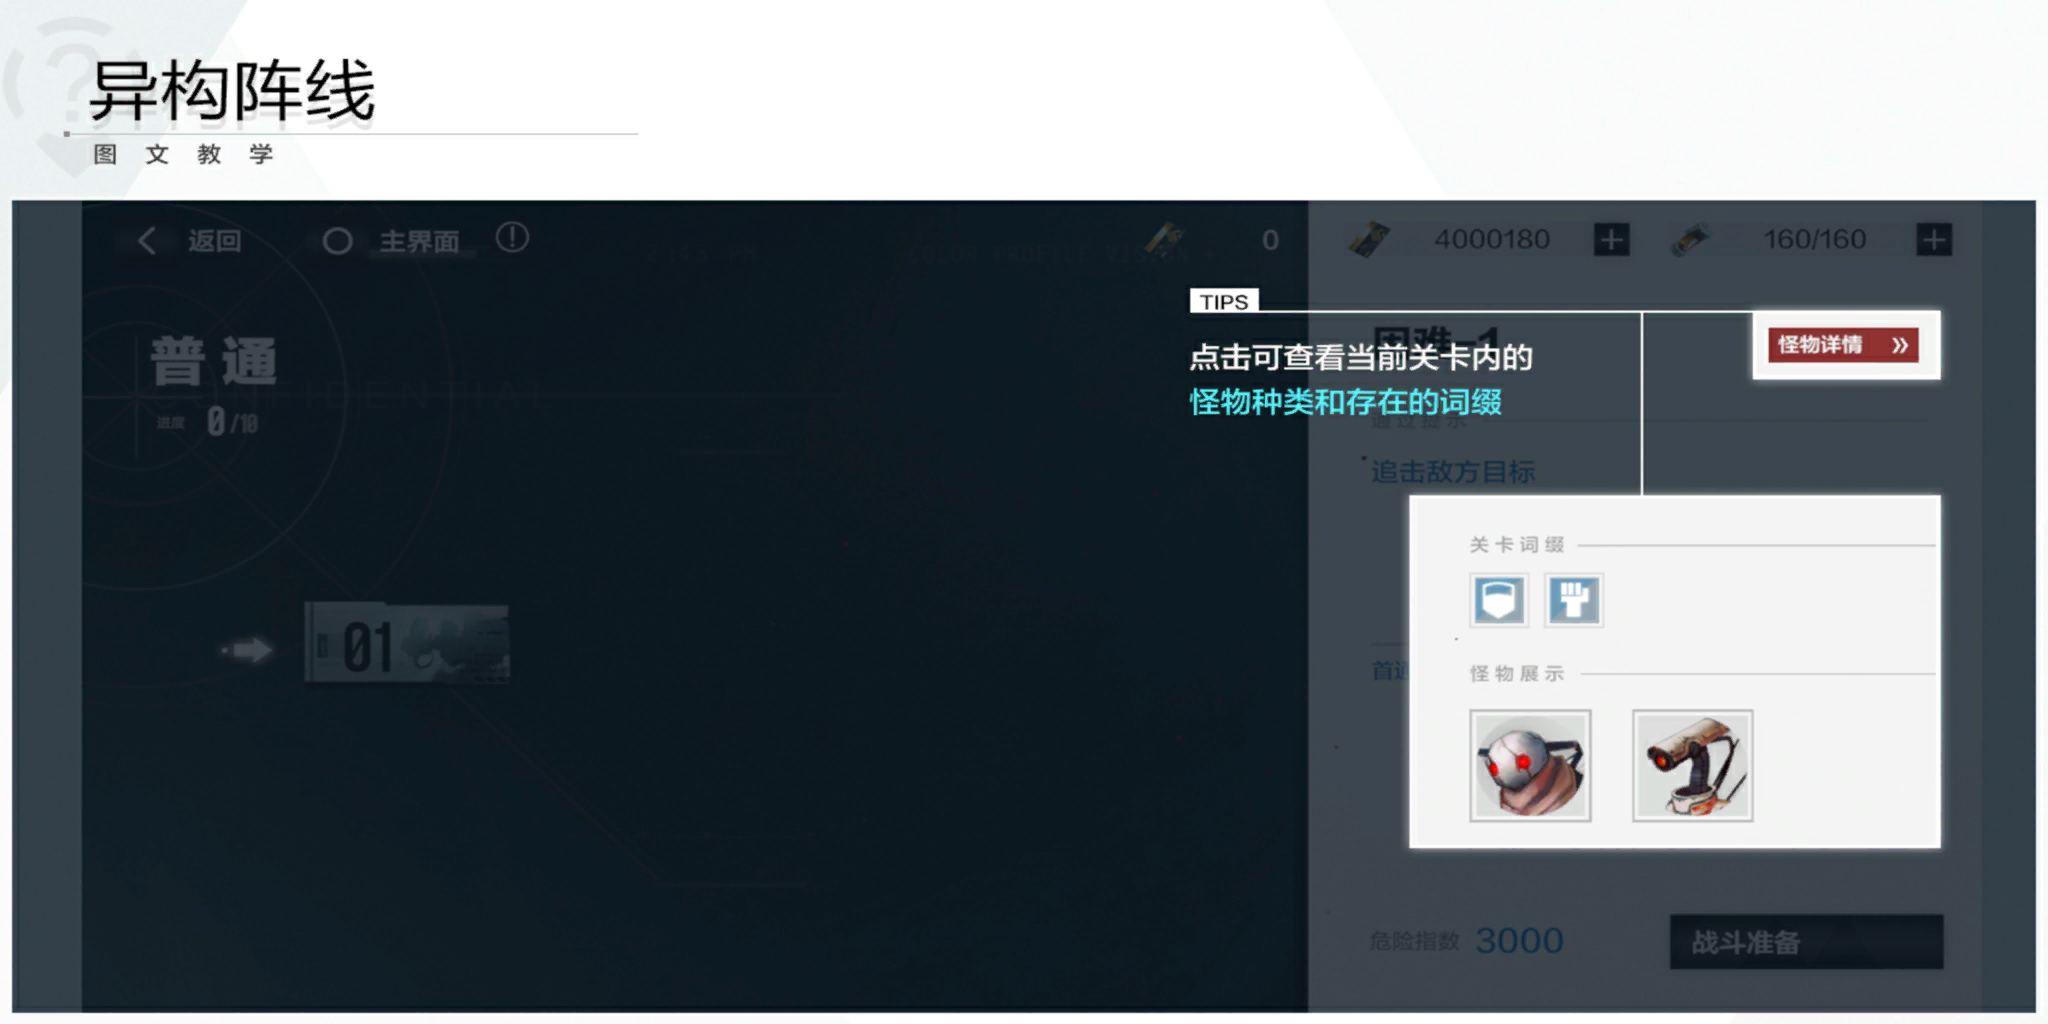 异构阵线
图文教学
返回
主界面
0
4000180
160/160
TIPS
困难-1
怪物详情
点击可查看当前关卡内的
怪物种类和存在的词缀
普通
进度 0/10
追击敌方目标
关卡词缀
01
怪物展示
危险指数 3000
战斗准备